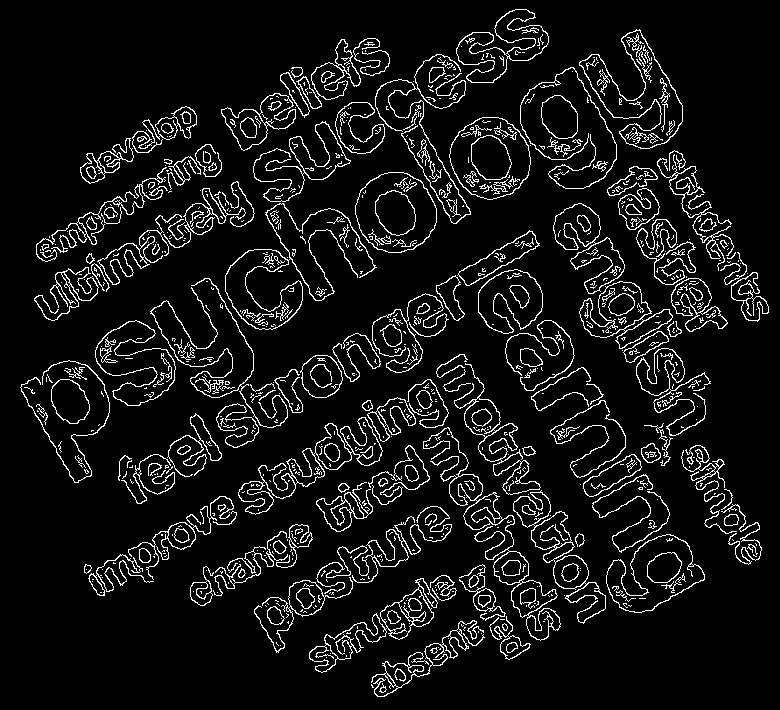 develop
beliefs
success
empowering
ultimately
psychology
students
faster
english,
feel stronger
learning
improve studying
motivation
methods
tired
change
posture
simple
struggle
bored
absent